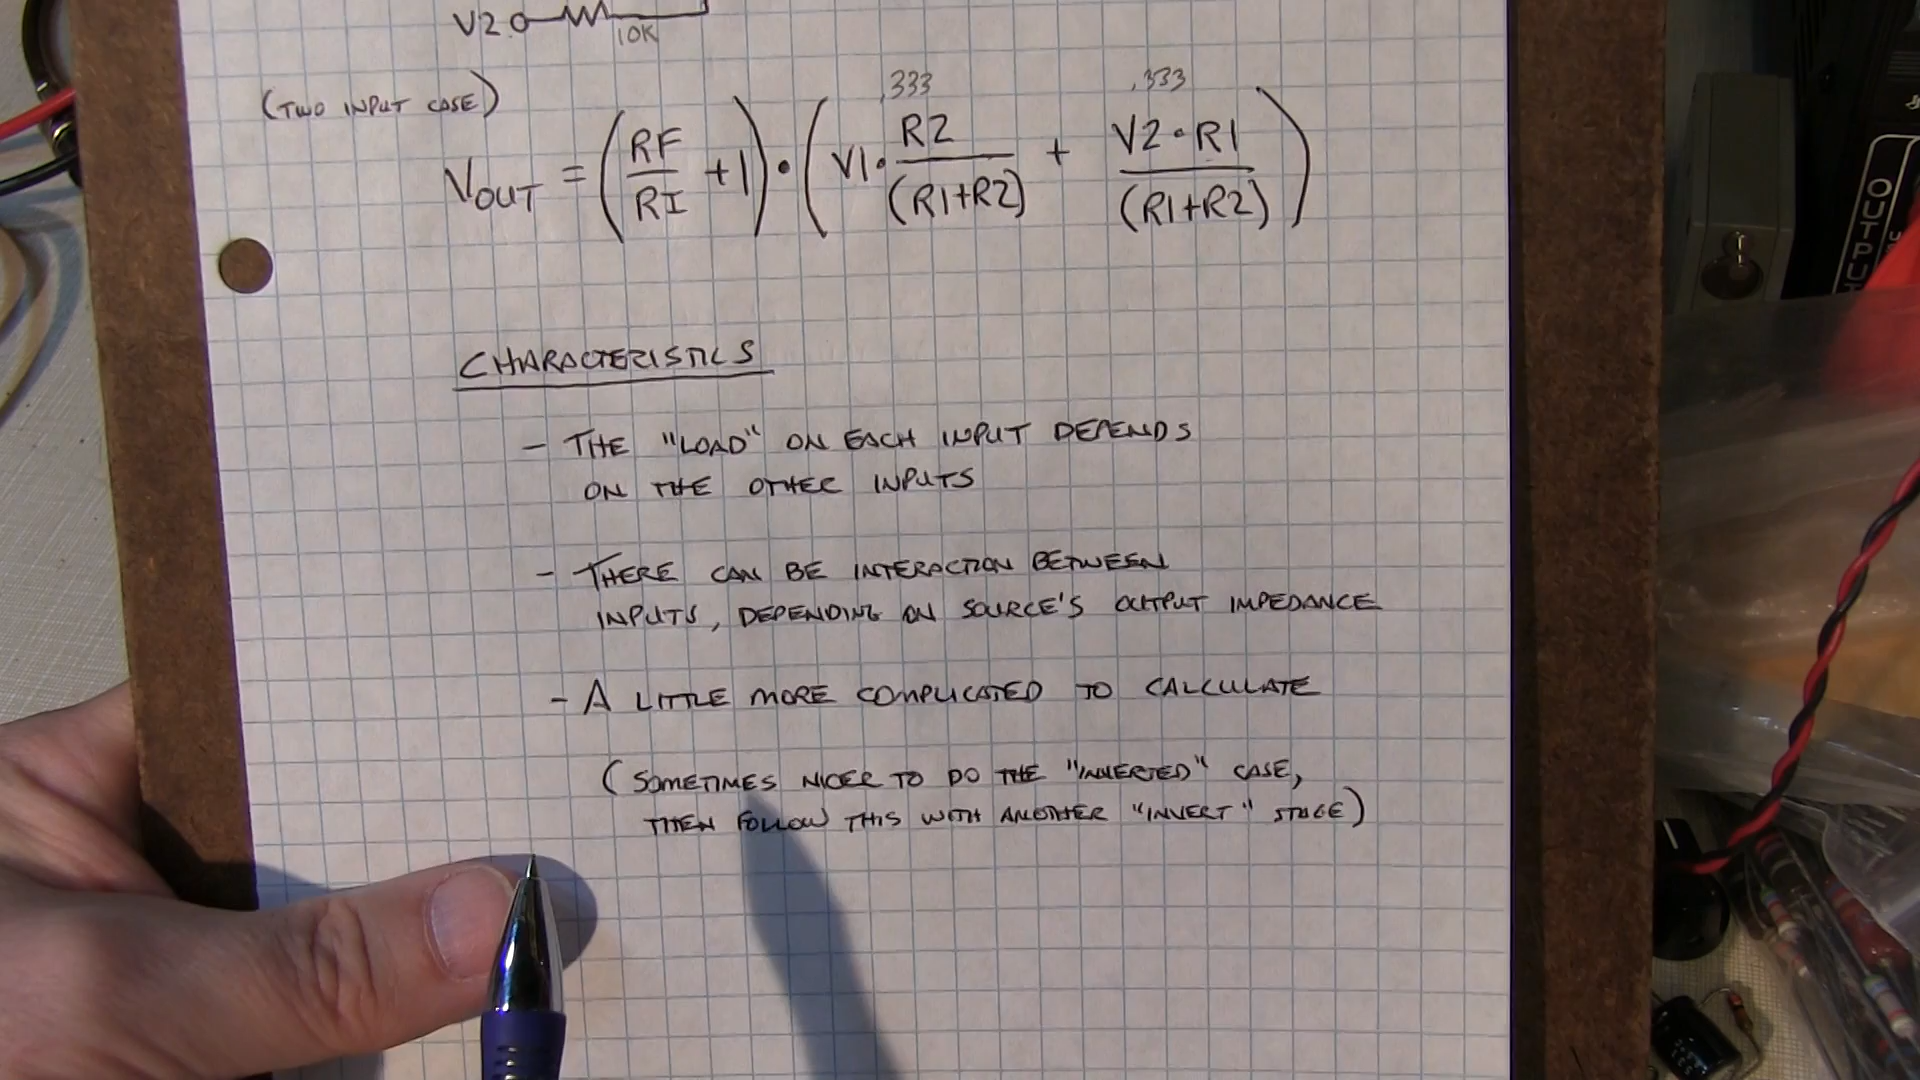 V2
10K
(TWO INPUT CASE)
.333 .333
VOUT = (RF/RI +1) • (V1 • R2/(R1+R2) + V2 • R1/(R1+R2))
CHARACTERISTICS
- THE "LOAD" ON EACH INPUT DEPENDS
ON THE OTHER INPUTS
- THERE CAN BE INTERACTION BETWEEN
INPUTS, DEPENDING ON SOURCE'S OUTPUT IMPEDANCE
- A LITTLE MORE COMPLICATED TO CALCULATE
(SOMETIMES NICER TO DO THE "INVERTED" CASE,
THEN FOLLOW THIS WITH ANOTHER "INVERT" STAGE)